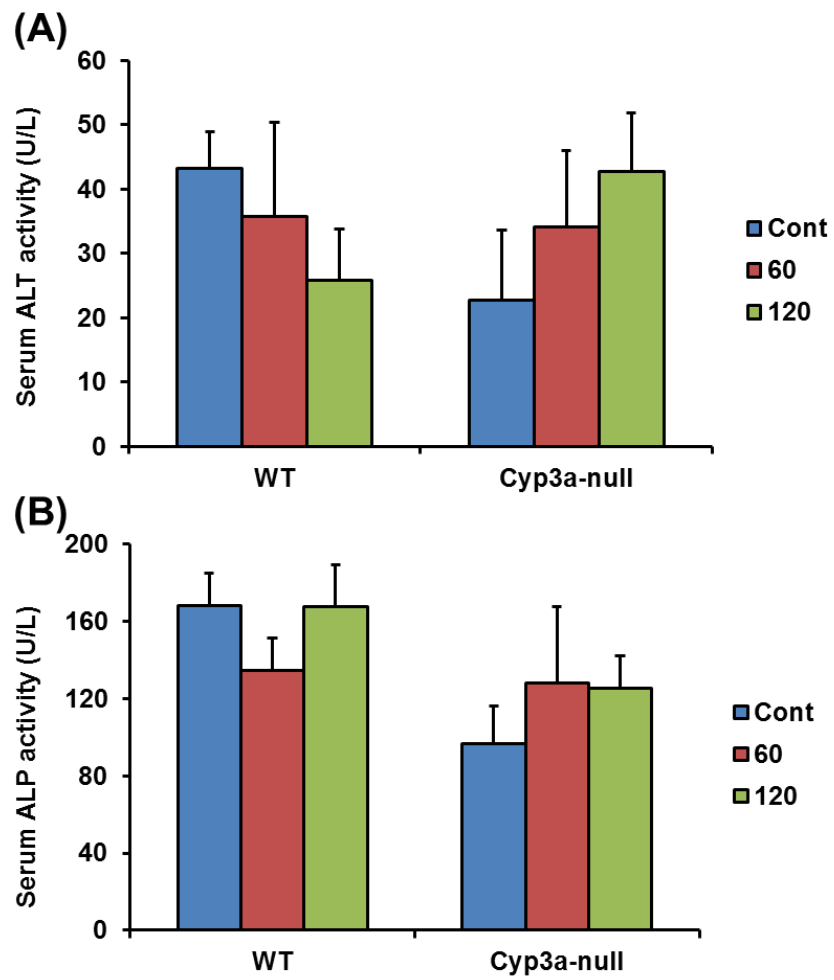 (A)
Serum ALT activity (U/L)
60
50
40
30
20
10
0
WT
Cyp3a-null
Cont
60
120
(B)
Serum ALP activity (U/L)
200
160
120
80
40
0
WT
Cyp3a-null
Cont
60
120